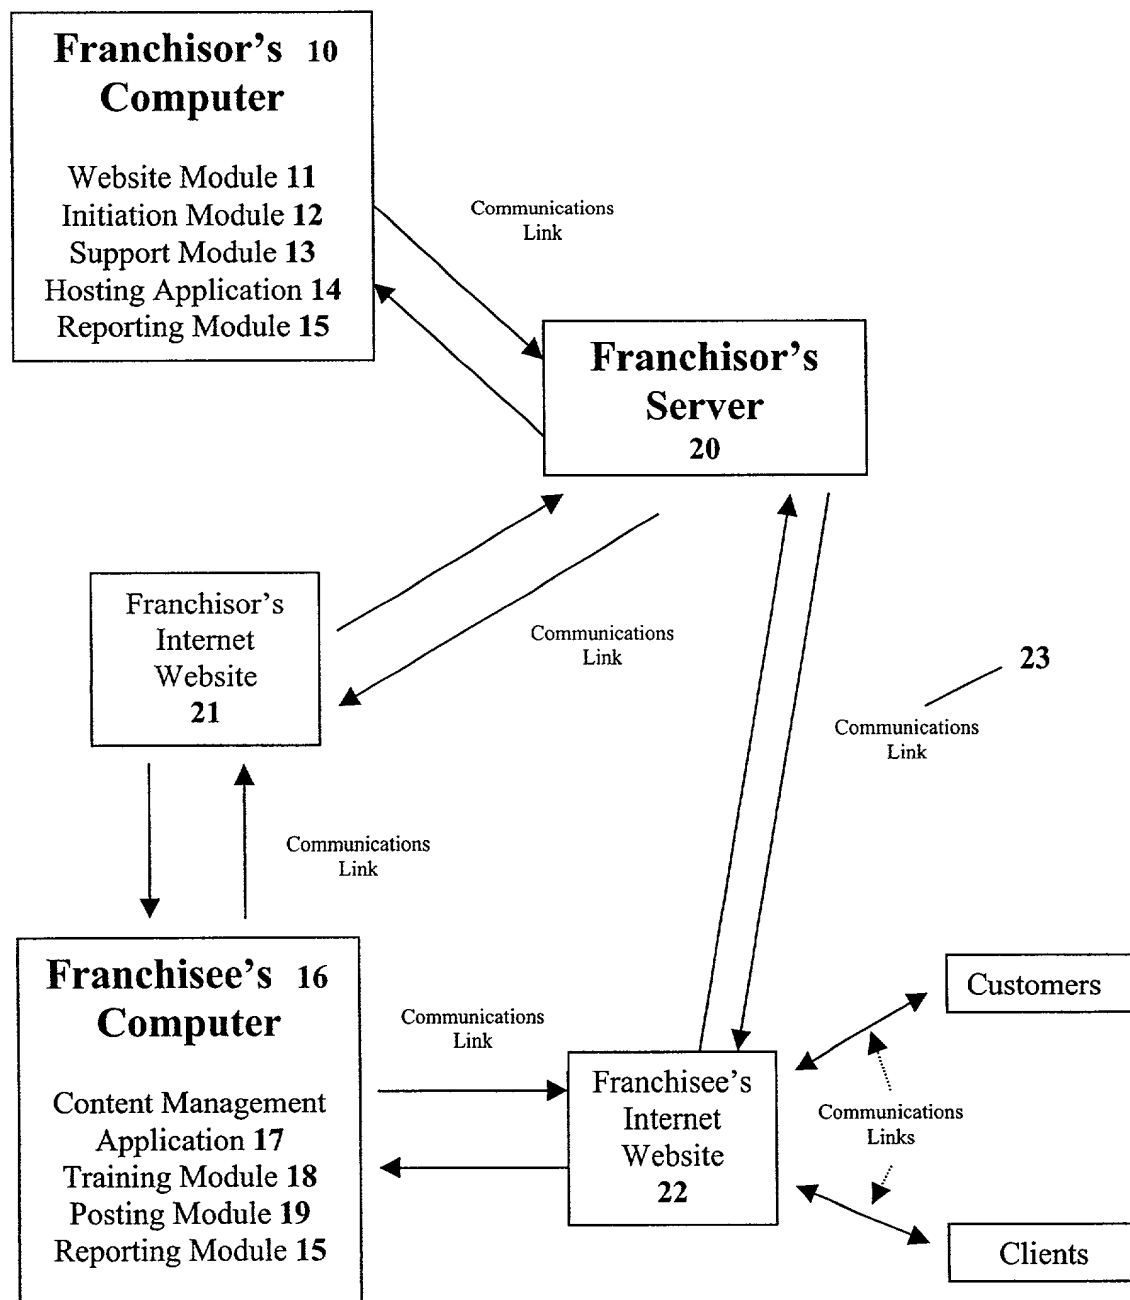 Franchisor's 10
Computer
Website Module 11
Initiation Module 12
Support Module 13
Hosting Application 14
Reporting Module 15
Communications
Link
Franchisor's
Server
20
Franchisor's
Internet
Website
21
Communications
Link
23
Communications
Link
Communications
Link
Franchisee's 16
Computer
Content Management
Application 17
Training Module 18
Posting Module 19
Reporting Module 15
Communications
Link
Franchisee's
Internet
Website
22
Customers
Communications
Links
Clients